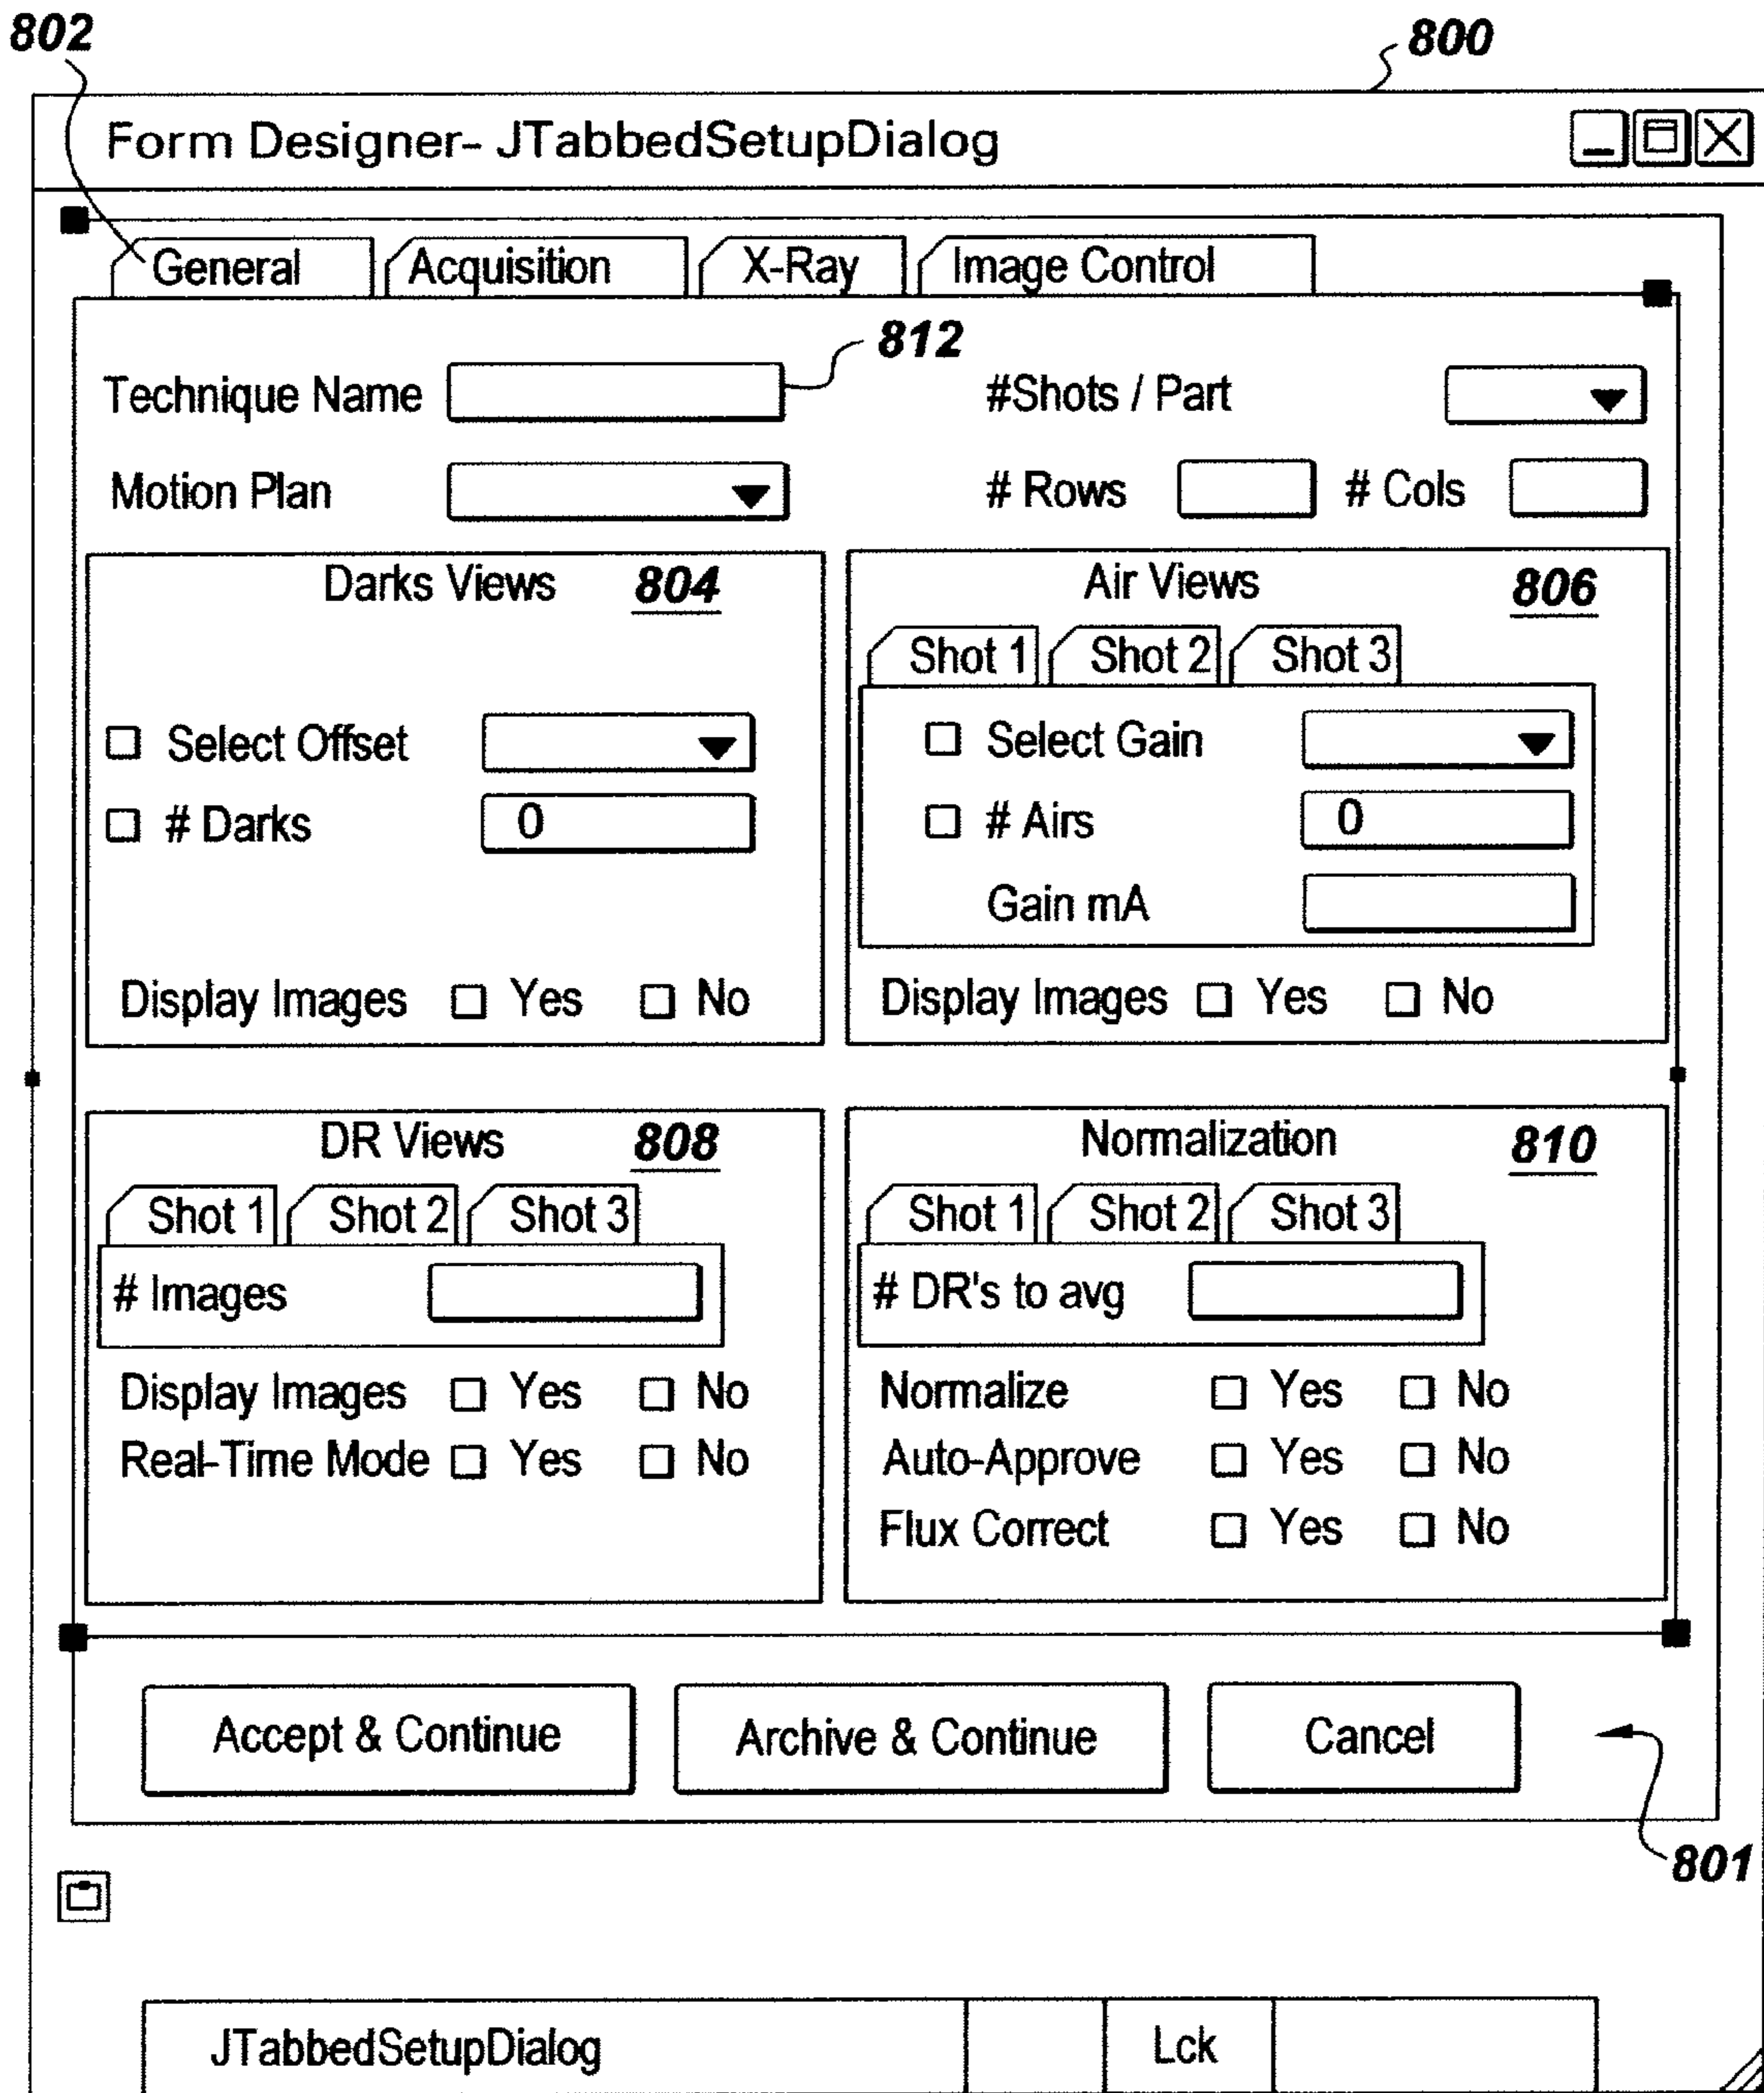 802
800
Form Designer- JTabbedSetupDialog
General Acquisition X-Ray Image Control
812
Technique Name #Shots / Part
Motion Plan # Rows # Cols
Darks Views 804
Select Offset
# Darks 0
Display Images Yes No
Air Views 806
Shot 1 Shot 2 Shot 3
Select Gain
# Airs 0
Gain mA
Display Images Yes No
DR Views 808
Shot 1 Shot 2 Shot 3
# Images
Display Images Yes No
Real-Time Mode Yes No
Normalization 810
Shot 1 Shot 2 Shot 3
# DR's to avg
Normalize Yes No
Auto-Approve Yes No
Flux Correct Yes No
Accept & Continue Archive & Continue Cancel
801
JTabbedSetupDialog Lck